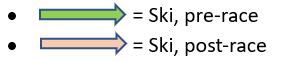 = Ski, pre-race
= Ski, post-race